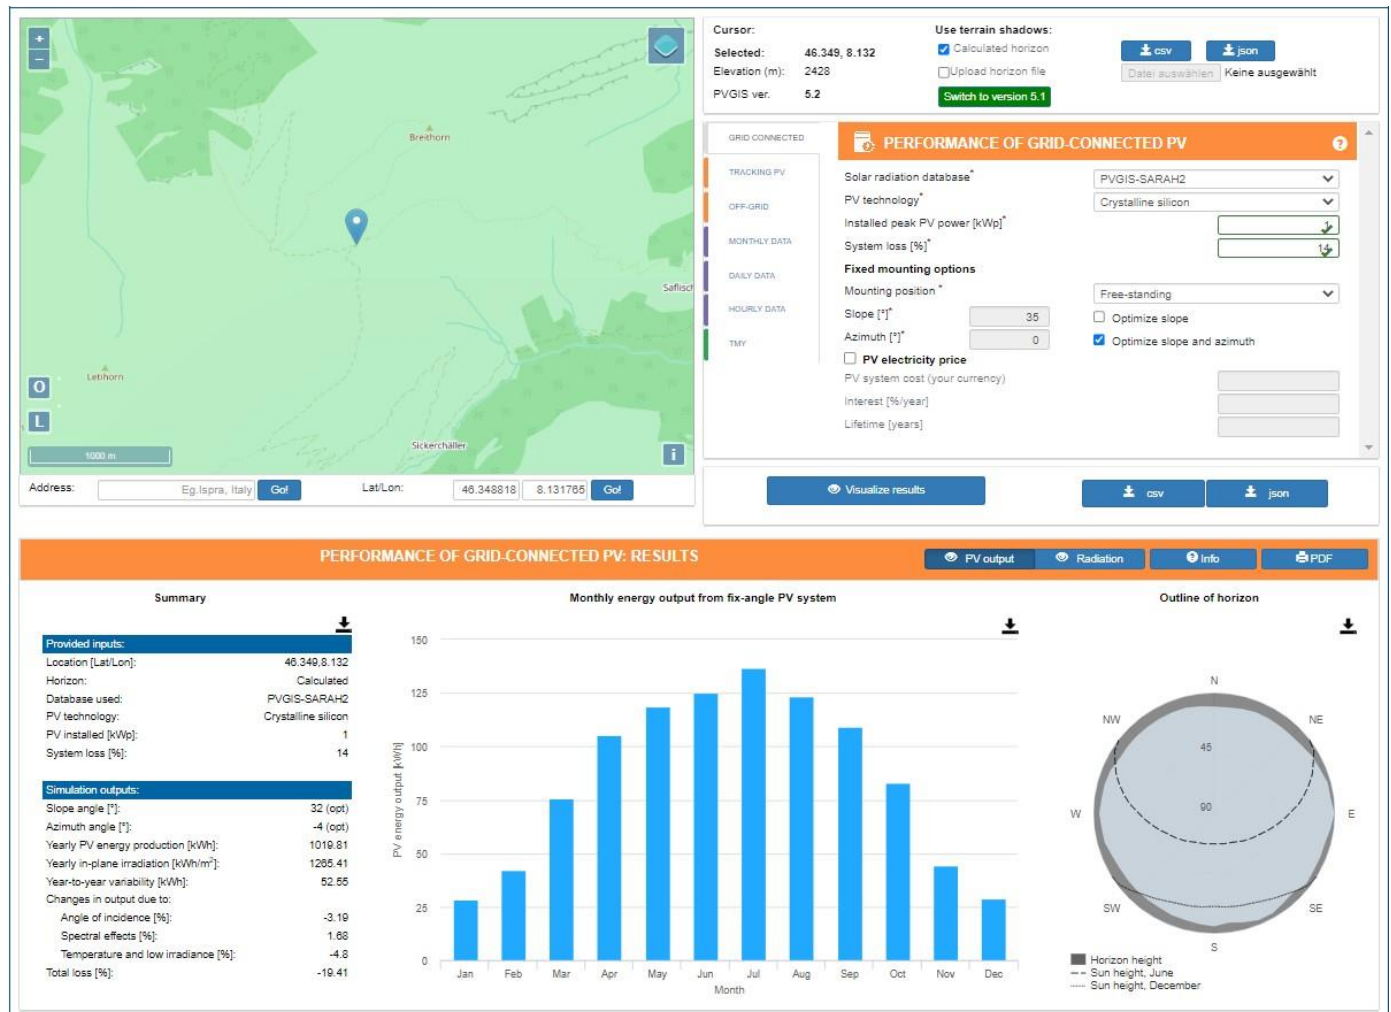 +
−
Breithorn
Saflisch
Letihorn
Sickerchäller
O
L
i
1000 m
Address:
Eg.Ispra, Italy
Go!
Lat/Lon:
46.348818
8.131765
Go!
Cursor:
Selected: 46.349, 8.132
Elevation (m): 2428
PVGIS ver. 5.2
Use terrain shadows:
Calculated horizon
Upload horizon file
Switch to version 5.1
csv
json
Datei auswählen Keine ausgewählt
GRID CONNECTED
TRACKING PV
OFF-GRID
MONTHLY DATA
DAILY DATA
HOURLY DATA
TMY
PERFORMANCE OF GRID-CONNECTED PV
?
Solar radiation database* PVGIS-SARAH2
PV technology* Crystalline silicon
Installed peak PV power [kWp]* 1
System loss [%]* 14
Fixed mounting options
Mounting position * Free-standing
Slope [°]* 35 Optimize slope
Azimuth [°]* 0 Optimize slope and azimuth
PV electricity price
PV system cost (your currency)
Interest [%/year]
Lifetime [years]
Visualize results
csv
json
PERFORMANCE OF GRID-CONNECTED PV: RESULTS
PV output
Radiation
Info
PDF
Summary
Provided inputs:
Location [Lat/Lon]: 46.349,8.132
Horizon: Calculated
Database used: PVGIS-SARAH2
PV technology: Crystalline silicon
PV installed [kWp]: 1
System loss [%]: 14
Simulation outputs:
Slope angle [°]: 32 (opt)
Azimuth angle [°]: -4 (opt)
Yearly PV energy production [kWh]: 1019.81
Yearly in-plane irradiation [kWh/m²]: 1265.41
Year-to-year variability [kWh]: 52.55
Changes in output due to:
Angle of incidence [%]: -3.19
Spectral effects [%]: 1.68
Temperature and low irradiance [%]: -4.8
Total loss [%]: -19.41
Monthly energy output from fix-angle PV system
PV energy output [kWh]
150
125
100
75
50
25
0
Jan Feb Mar Apr May Jun Jul Aug Sep Oct Nov Dec
Month
Outline of horizon
N
NW NE
45
90
W E
SW SE
S
Horizon height
Sun height, June
Sun height, December